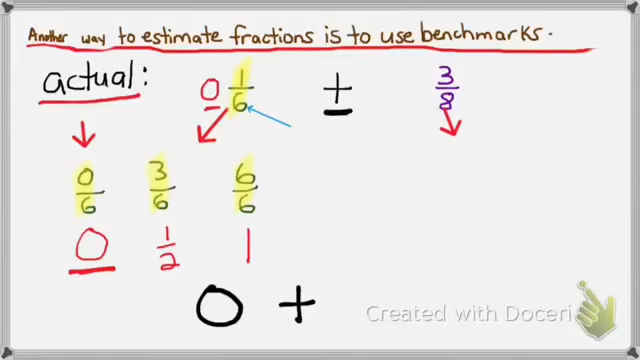 Another way to estimate fractions is to use benchmarks.
actual: 0 1/6 + 3/8
0/6 3/6 6/6
0 1/2 1
0 +
Created with Doceri